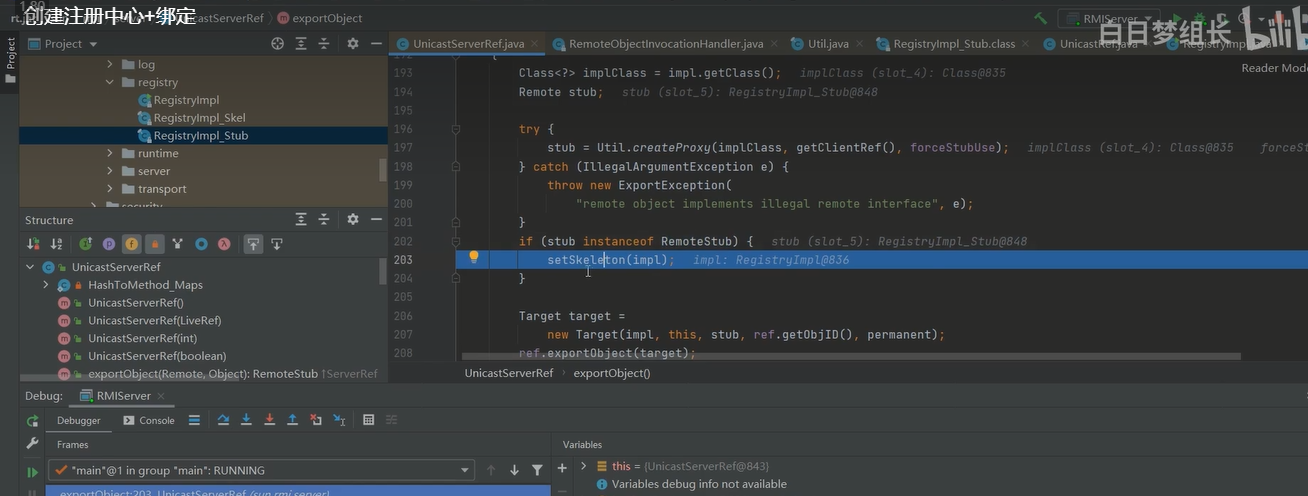 创建注册中心+绑定
UnicastServerRef
exportObject
RMIServer
白日梦组长
bilib
Project
Project
UnicastServerRef.java
RemoteObjectInvocationHandler.java
Util.java
RegistryImpl_Stub.class
Reader Mode
log
registry
RegistryImpl
RegistryImpl_Skel
RegistryImpl_Stub
runtime
server
transport
193 Class<?> implClass = impl.getClass(); implClass (slot_4): Class@835
194 Remote stub; stub (slot_5): RegistryImpl_Stub@848
195
196 try {
197 stub = Util.createProxy(implClass, getClientRef(), forceStubUse); implClass (slot_4): Class@835 forceS
198 } catch (IllegalArgumentException e) {
199 throw new ExportException(
200 "remote object implements illegal remote interface", e);
201 }
202 if (stub instanceof RemoteStub) { stub (slot_5): RegistryImpl_Stub@848
203 setSkeleton(impl); impl: RegistryImpl@836
204 }
205
206 Target target =
207 new Target(impl, this, stub, ref.getObjID(), permanent);
208 ref.exportObject(target);
UnicastServerRef
exportObject()
Structure
UnicastServerRef
HashToMethod_Maps
UnicastServerRef()
UnicastServerRef(LiveRef)
UnicastServerRef(int)
UnicastServerRef(boolean)
exportObject(Remote, Object): RemoteStub ↑ServerRef
Debug:
RMIServer
Debugger
Console
Frames
Variables
"main"@1 in group "main": RUNNING
this = {UnicastServerRef@843}
Variables debug info not available
exportObject:203, UnicastServerRef (sun.rmi.server)